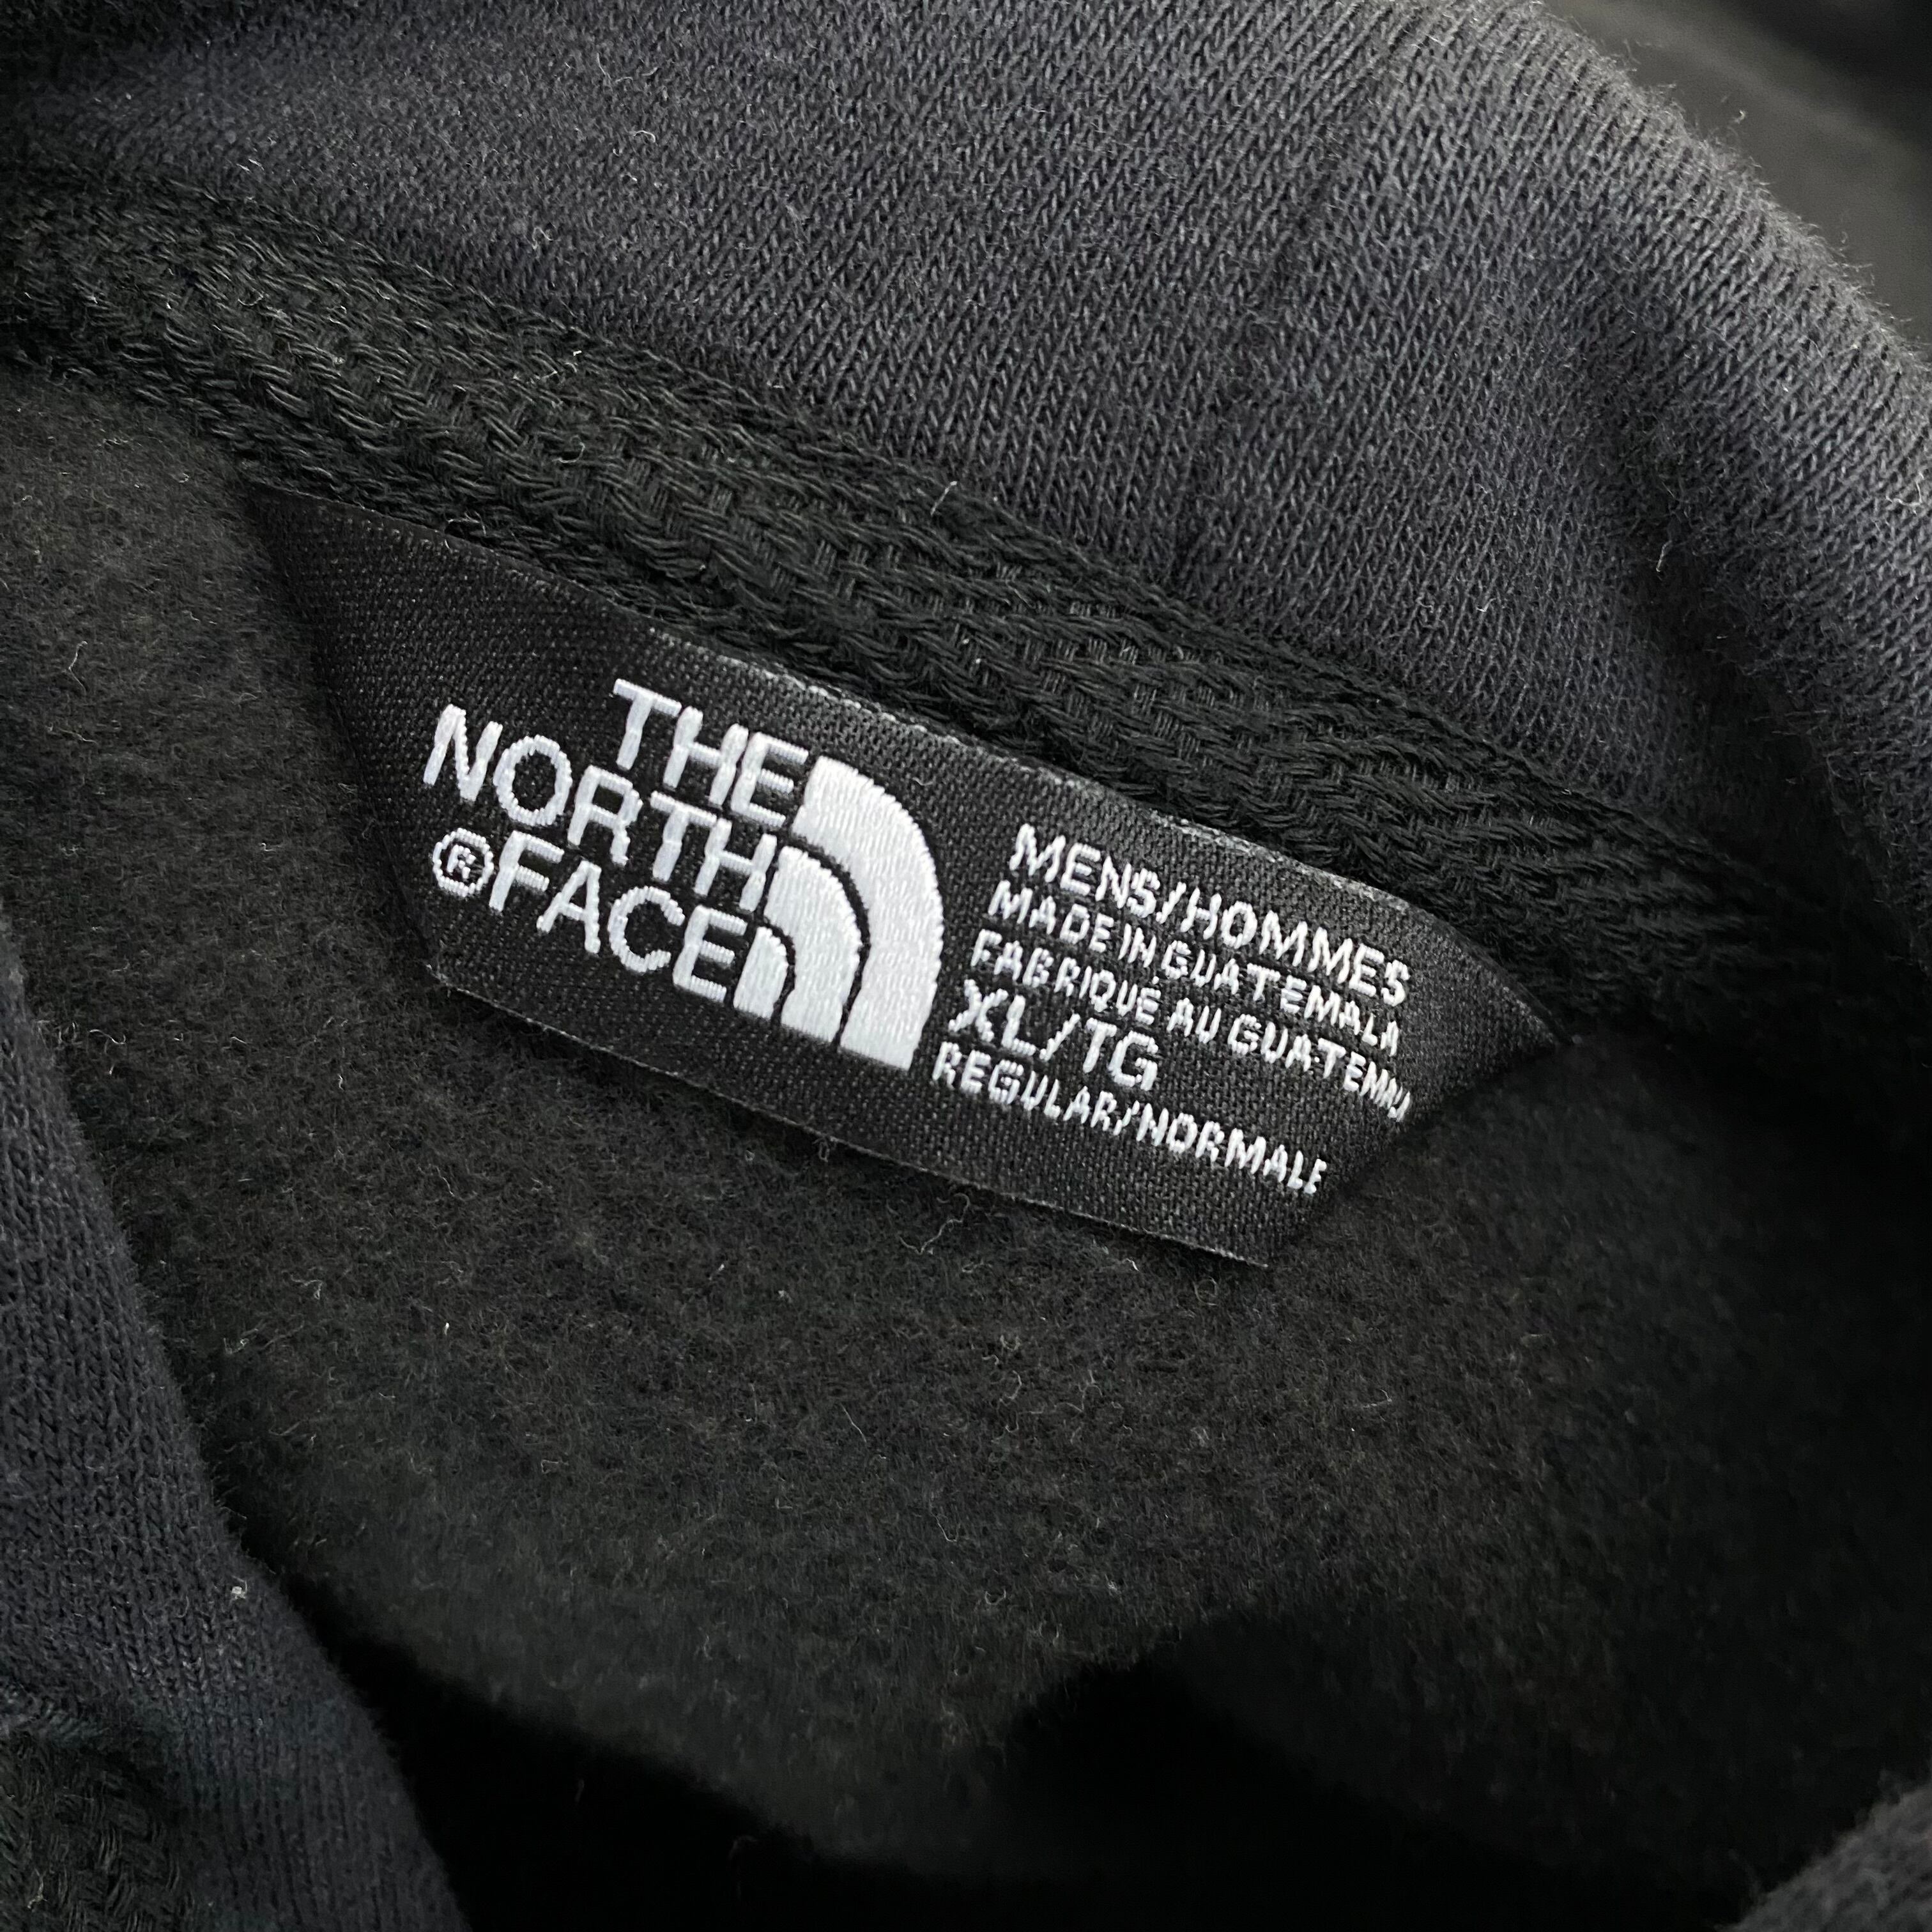 THE
NORTH
®FACE
MENS/HOMMES
MADE IN GUATEMALA
FABRIQUÉ AU GUATEMALA
XL/TG
REGULAR/NORMALE